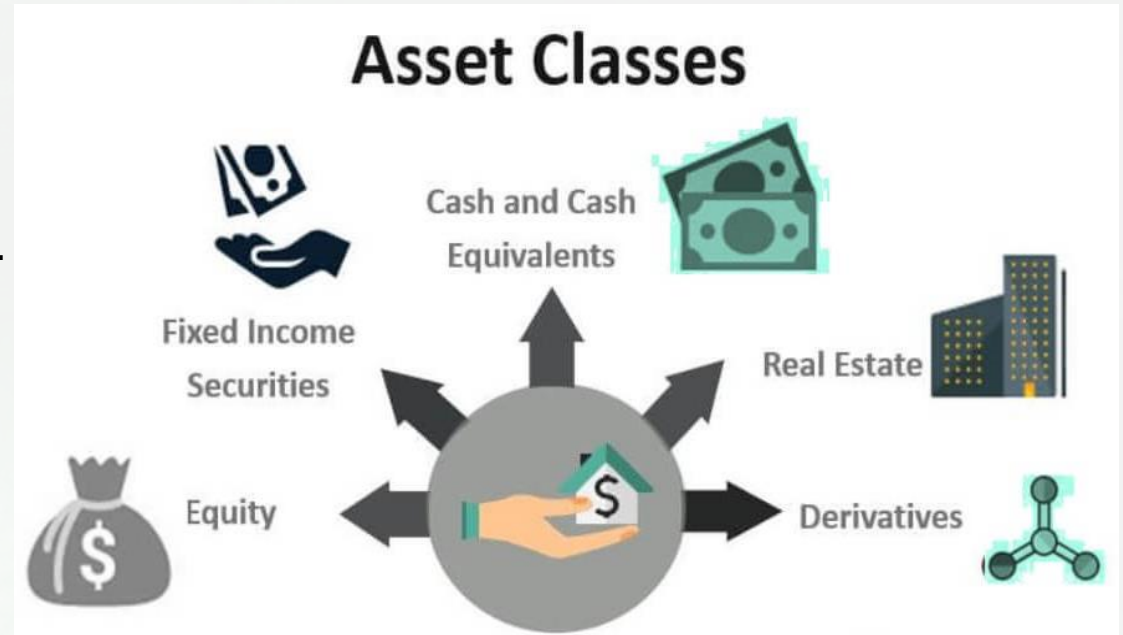 Asset Classes
Cash and Cash
Equivalents
Fixed Income
Securities
Real Estate
Equity
$
$
Derivatives